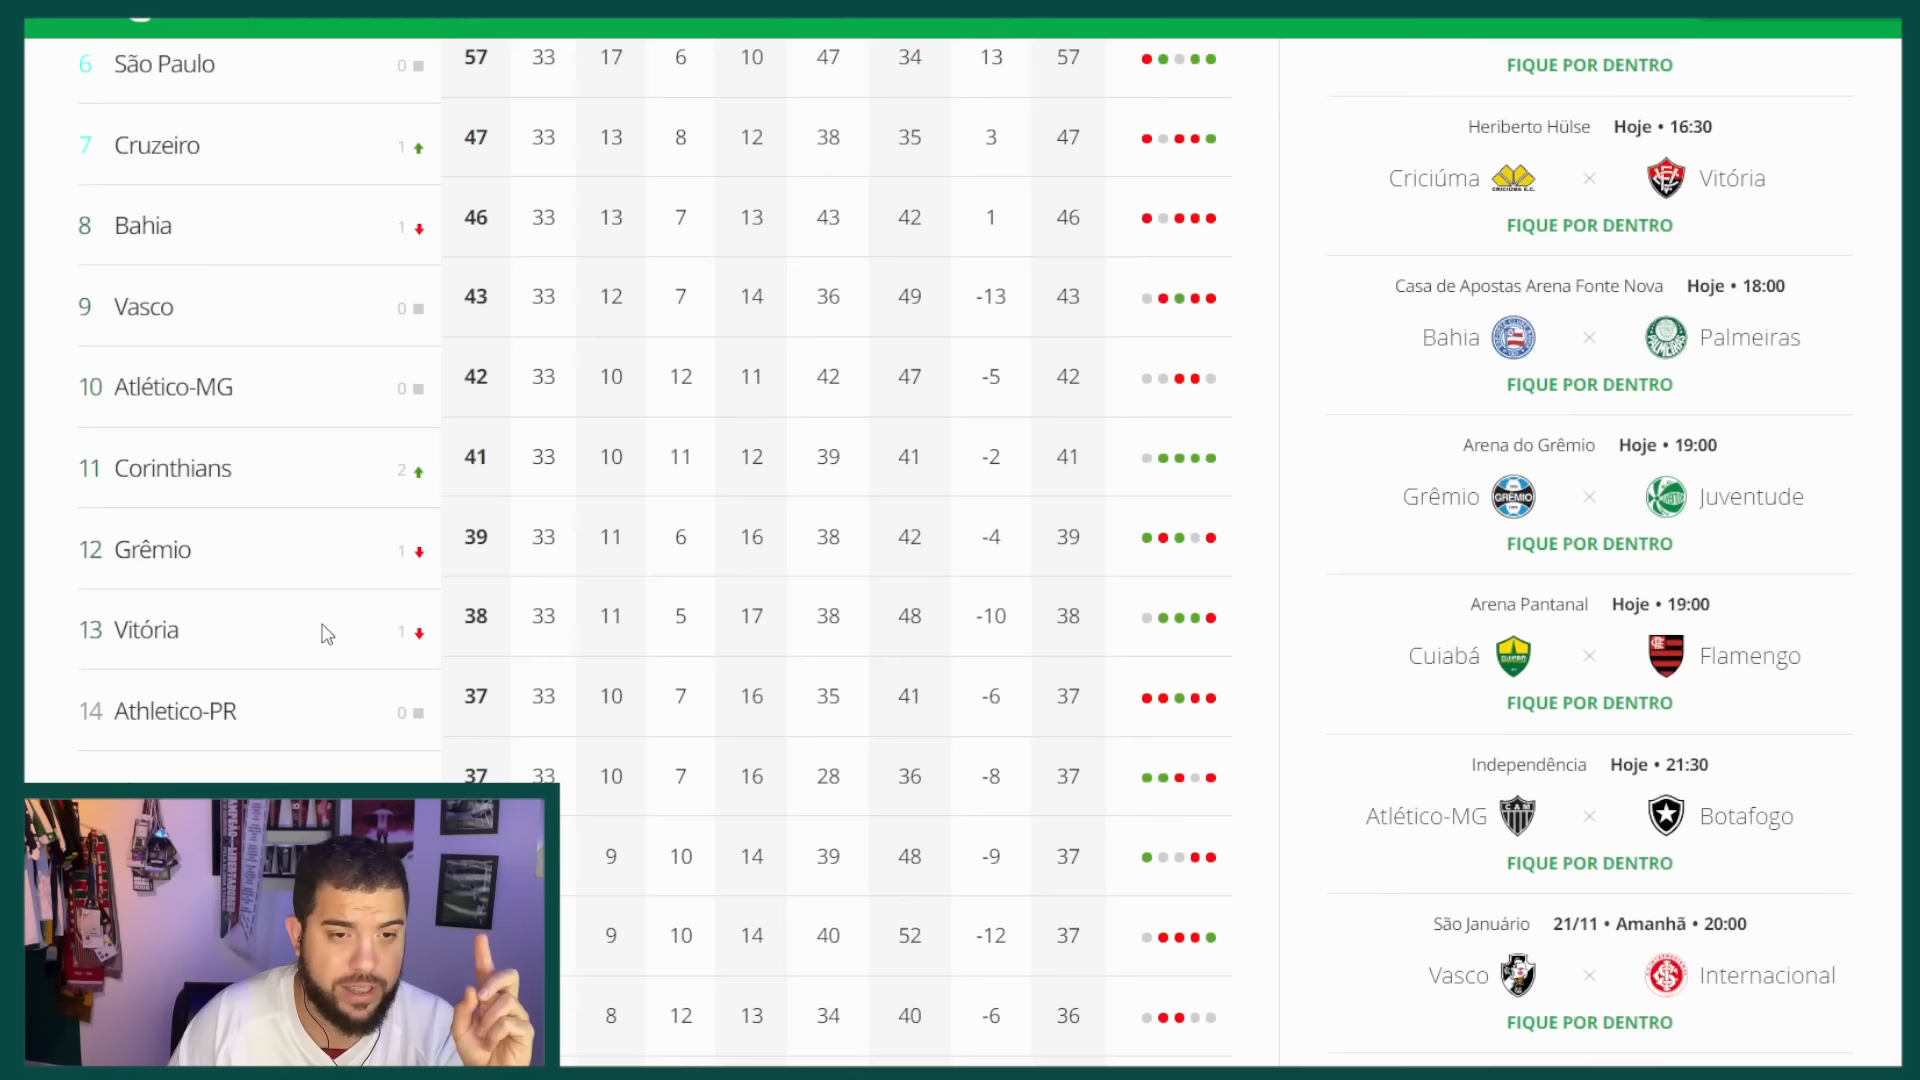 6 São Paulo 0 57 33 17 6 10 47 34 13 57
7 Cruzeiro 1 47 33 13 8 12 38 35 3 47
8 Bahia 1 46 33 13 7 13 43 42 1 46
9 Vasco 0 43 33 12 7 14 36 49 -13 43
10 Atlético-MG 0 42 33 10 12 11 42 47 -5 42
11 Corinthians 2 41 33 10 11 12 39 41 -2 41
12 Grêmio 1 39 33 11 6 16 38 42 -4 39
13 Vitória 1 38 33 11 5 17 38 48 -10 38
14 Athletico-PR 0 37 33 10 7 16 35 41 -6 37
37 33 10 7 16 28 36 -8 37
9 10 14 39 48 -9 37
9 10 14 40 52 -12 37
8 12 13 34 40 -6 36
FIQUE POR DENTRO
Heriberto Hülse Hoje • 16:30
Criciúma × Vitória
FIQUE POR DENTRO
Casa de Apostas Arena Fonte Nova Hoje • 18:00
Bahia × Palmeiras
FIQUE POR DENTRO
Arena do Grêmio Hoje • 19:00
Grêmio × Juventude
FIQUE POR DENTRO
Arena Pantanal Hoje • 19:00
Cuiabá × Flamengo
FIQUE POR DENTRO
Independência Hoje • 21:30
Atlético-MG × Botafogo
FIQUE POR DENTRO
São Januário 21/11 • Amanhã • 20:00
Vasco × Internacional
FIQUE POR DENTRO